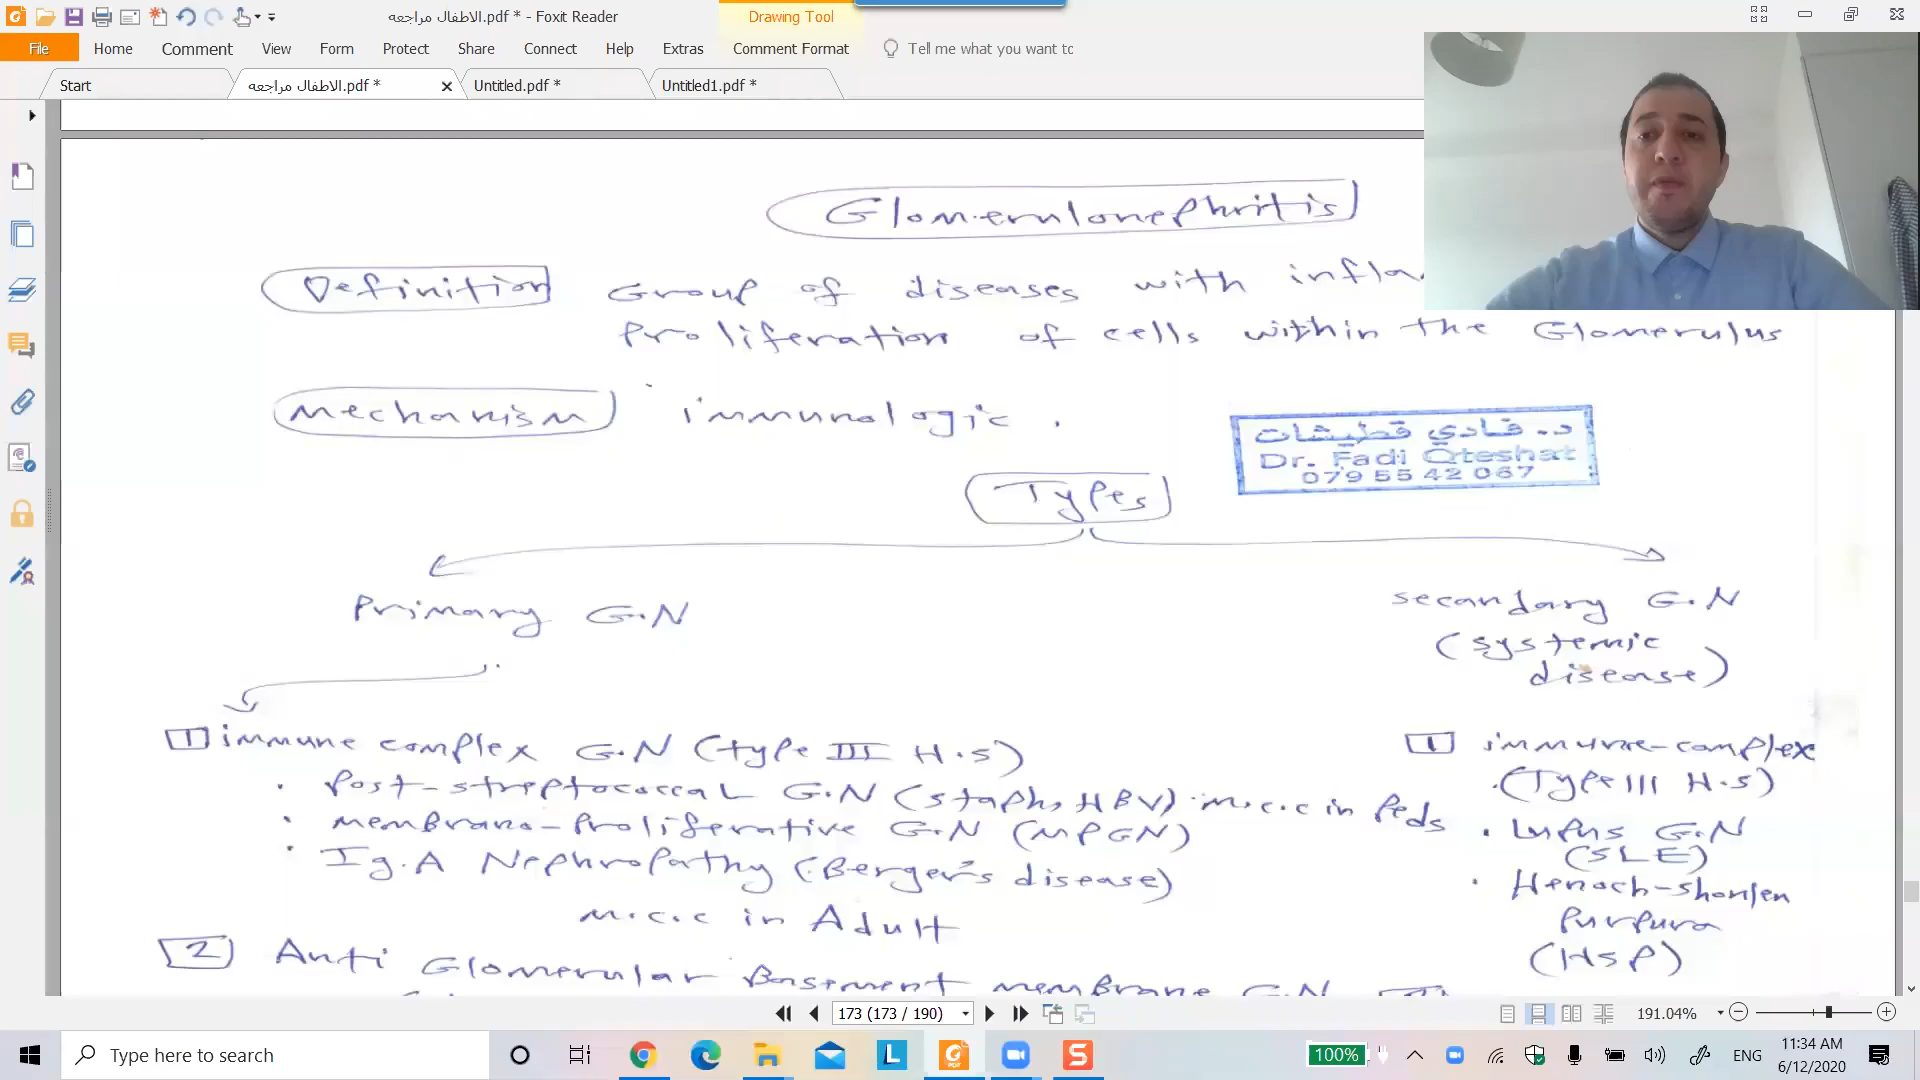 الاطفال مراجعه.pdf * - Foxit Reader
Drawing Tool
File
Home
Comment
View
Form
Protect
Share
Connect
Help
Extras
Comment Format
Tell me what you want to
Start
الاطفال مراجعه.pdf *
Untitled.pdf *
Untitled1.pdf *
Glomerulonephritis
Definition Group of diseases with infla
Proliferation of cells within the Glomerulus
Mechanism immunologic .
د. فادي قطيشات
Dr. Fadi Qteshat
079 55 42 067
Types
Primary G.N
secandary G.N
(systemic
disease)
1 immune complex G.N (type III H.S)
. Post-streptococcal G.N (staph, HBV) . m.c.c in Peds
. membrano-Proliferative G.N (MPGN)
. Ig.A Nephropathy (Berger's disease)
m.c.c in Adult
2 Anti Glomerular Basement membrane G.N
1 immune-complex
.(Type III H.S)
. Lupus G.N
(SLE)
. Henoch-shonlen
Purpura
(HSP)
173 (173 / 190)
191.04%
Type here to search
100%
ENG
11:34 AM
6/12/2020